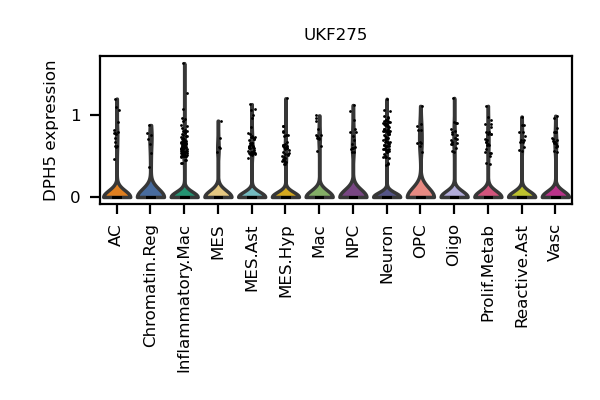 UKF275
DPH5 expression
1
0
AC
Chromatin.Reg
Inflammatory.Mac
MES
MES.Ast
MES.Hyp
Mac
NPC
Neuron
OPC
Oligo
Prolif.Metab
Reactive.Ast
Vasc